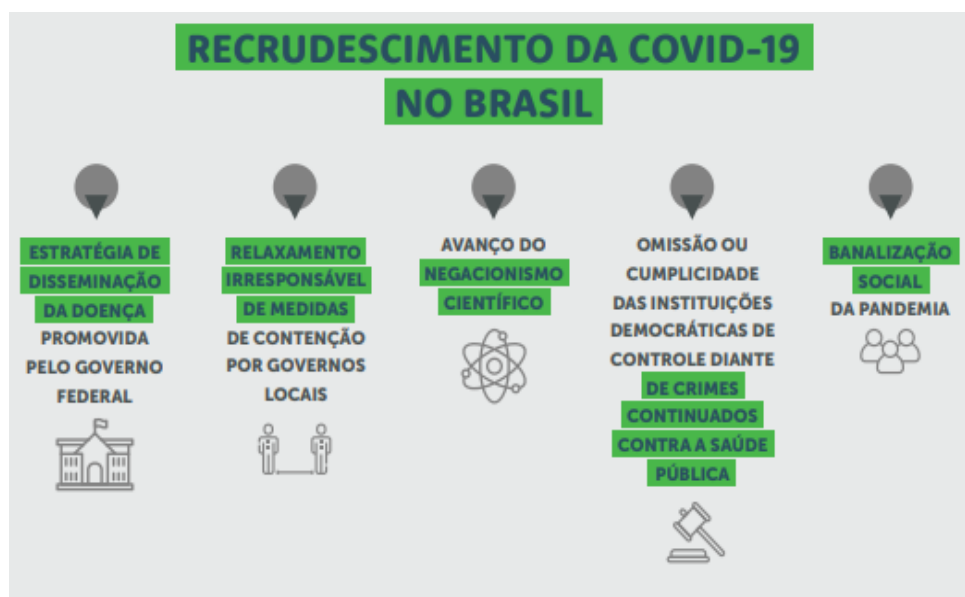 RECRUDESCIMENTO DA COVID-19
NO BRASIL
ESTRATÉGIA DE
DISSEMINAÇÃO
DA DOENÇA
PROMOVIDA
PELO GOVERNO
FEDERAL
RELAXAMENTO
IRRESPONSÁVEL
DE MEDIDAS
DE CONTENÇÃO
POR GOVERNOS
LOCAIS
AVANÇO DO
NEGACIONISMO
CIENTÍFICO
OMISSÃO OU
CUMPLICIDADE
DAS INSTITUIÇÕES
DEMOCRÁTICAS DE
CONTROLE DIANTE
DE CRIMES
CONTINUADOS
CONTRA A SAÚDE
PÚBLICA
BANALIZAÇÃO
SOCIAL
DA PANDEMIA